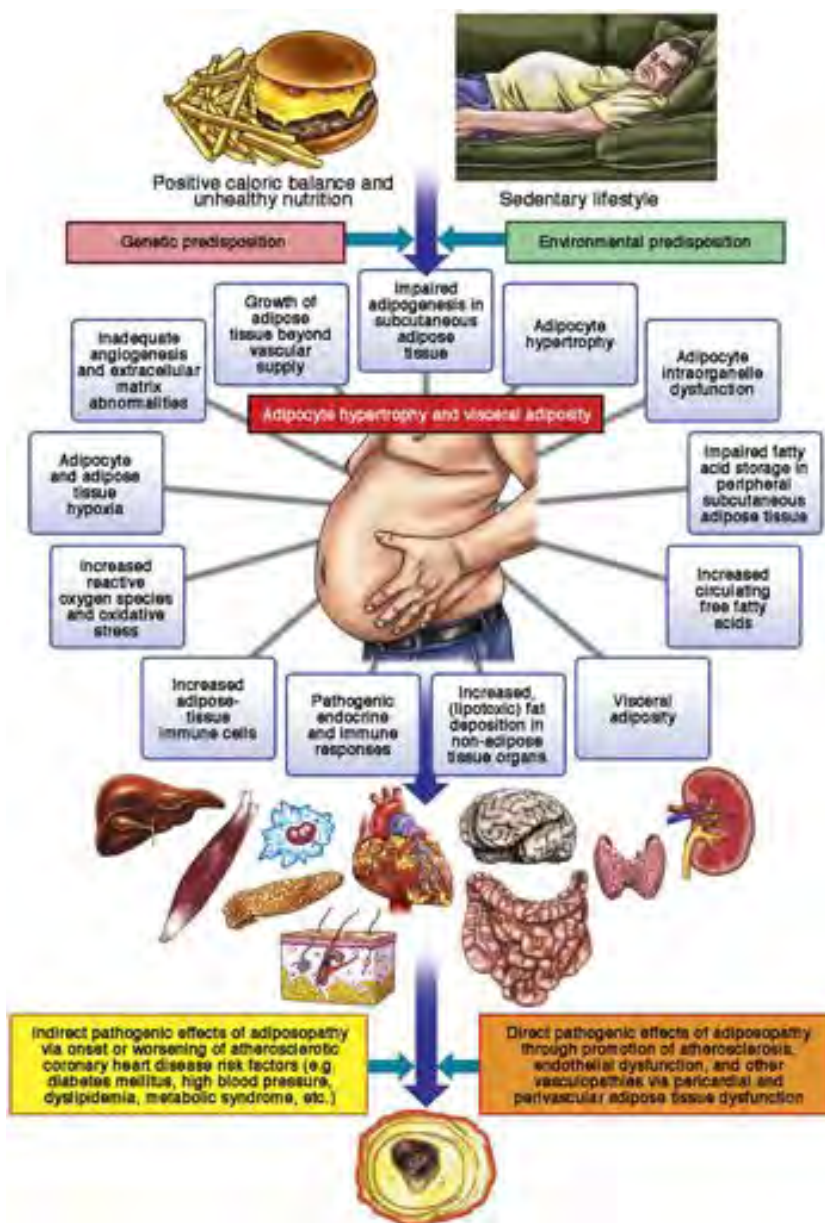 Positive caloric balance and
unhealthy nutrition
Sedentary lifestyle
Genetic predisposition
Environmental predisposition
Inadequate
angiogenesis
and extracellular
matrix
abnormalities
Growth of
adipose
tissue beyond
vascular
supply
Impaired
adipogenesis in
subcutaneous
adipose
tissue
Adipocyte
hypertrophy
Adipocyte
intraorganelle
dysfunction
Adipocyte hypertrophy and visceral adiposity
Adipocyte
and adipose
tissue
hypoxia
Impaired fatty
acid storage in
peripheral
subcutaneous
adipose tissue
Increased
reactive
oxygen species
and oxidative
stress
Increased
circulating
free fatty
acids
Increased
adipose-
tissue
immune cells
Pathogenic
endocrine
and immune
responses
Increased,
(lipotoxic) fat
deposition in
non-adipose
tissue organs
Visceral
adiposity
Indirect pathogenic effects of adiposopathy
via onset or worsening of atherosclerotic
coronary heart disease risk factors (e.g
diabetes mellitus, high blood pressure,
dyslipidemia, metabolic syndrome, etc.)
Direct pathogenic effects of adiposopathy
through promotion of atherosclerosis,
endothelial dysfunction, and other
vasculopathies via pericardial and
perivascular adipose tissue dysfunction